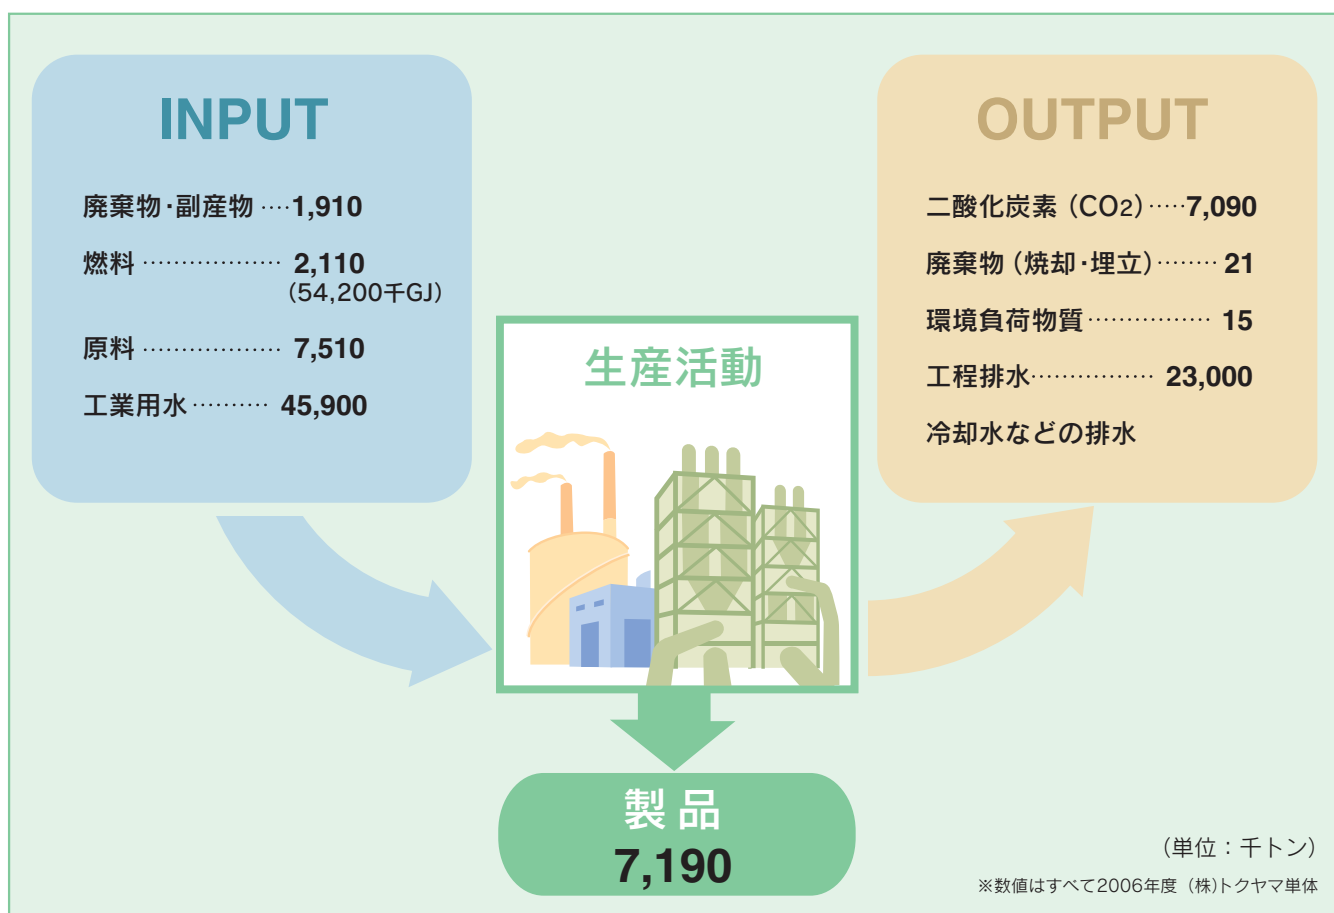 INPUT
廃棄物・副産物 ････1,910
燃料 ･････････････････ 2,110
(54,200千GJ)
原料 ･････････････････ 7,510
工業用水 ･･････････ 45,900
生産活動
製品
7,190
OUTPUT
二酸化炭素（CO2）･････7,090
廃棄物（焼却・埋立）････････ 21
環境負荷物質 ････････････････ 15
工程排水 ････････････････ 23,000
冷却水などの排水
（単位：千トン）
※数値はすべて2006年度（株）トクヤマ単体